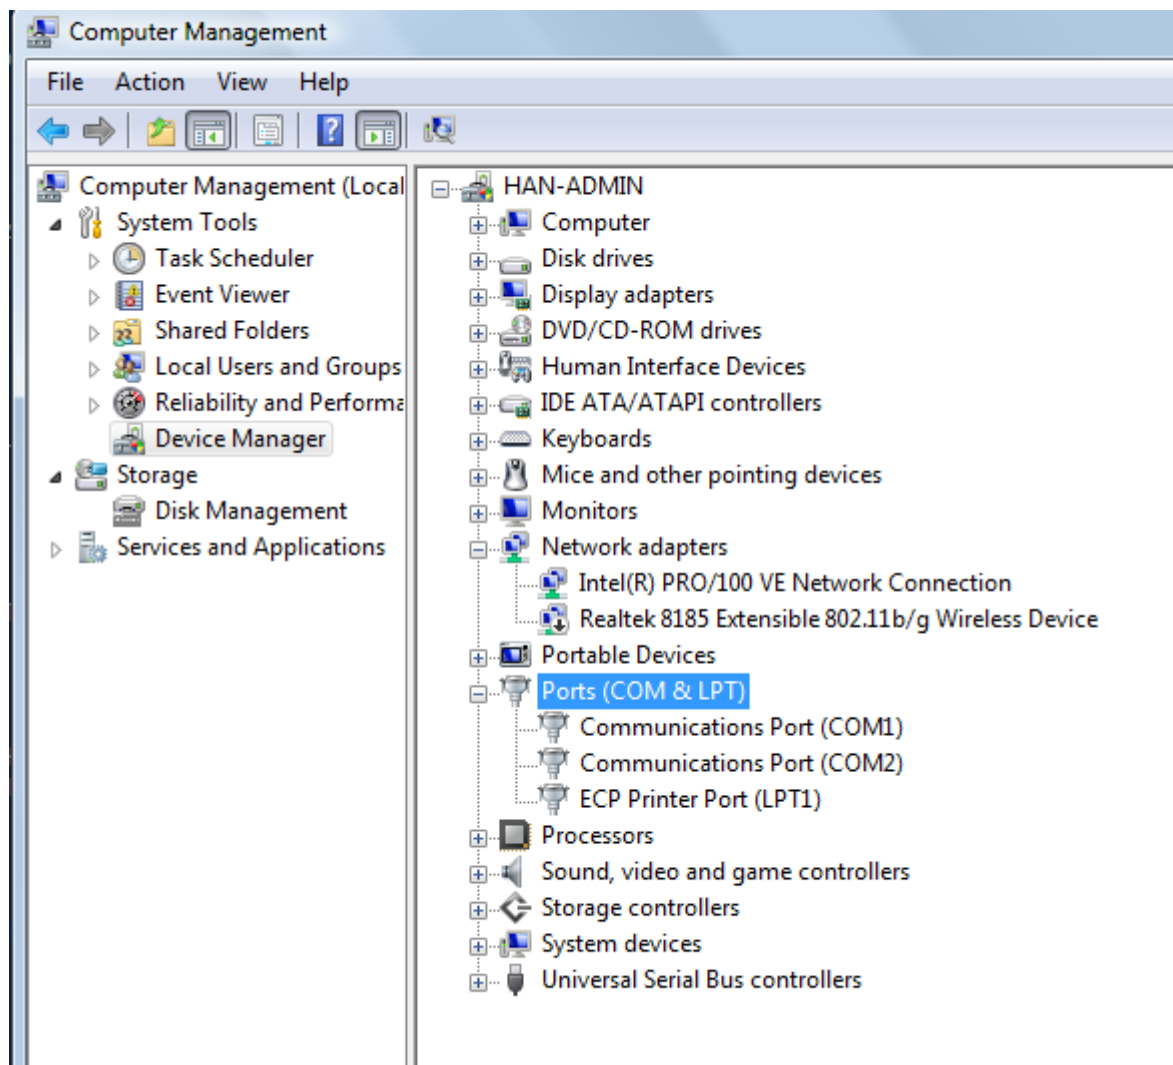 Computer Management
File Action View Help
Computer Management (Local
System Tools
Task Scheduler
Event Viewer
Shared Folders
Local Users and Groups
Reliability and Performa
Device Manager
Storage
Disk Management
Services and Applications
HAN-ADMIN
Computer
Disk drives
Display adapters
DVD/CD-ROM drives
Human Interface Devices
IDE ATA/ATAPI controllers
Keyboards
Mice and other pointing devices
Monitors
Network adapters
Intel(R) PRO/100 VE Network Connection
Realtek 8185 Extensible 802.11b/g Wireless Device
Portable Devices
Ports (COM & LPT)
Communications Port (COM1)
Communications Port (COM2)
ECP Printer Port (LPT1)
Processors
Sound, video and game controllers
Storage controllers
System devices
Universal Serial Bus controllers